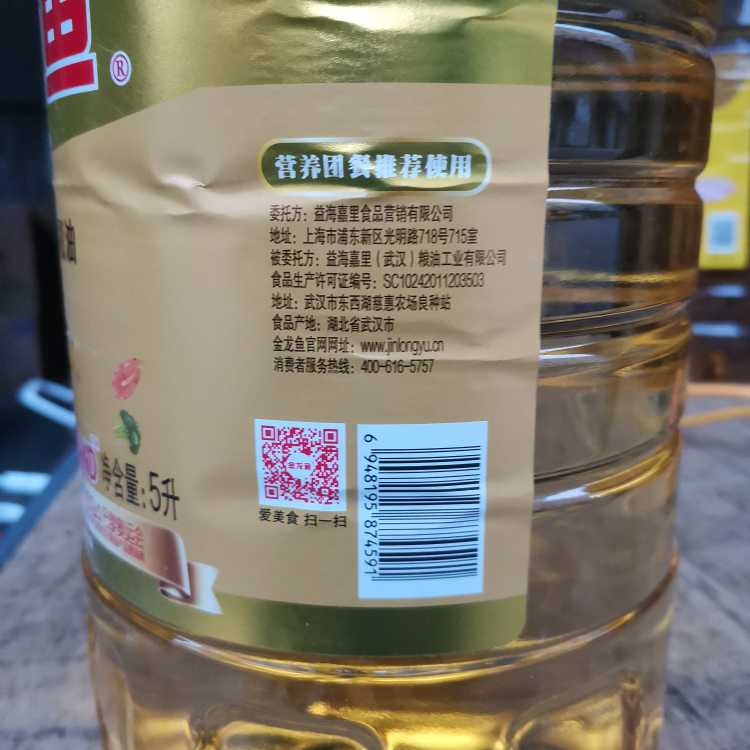 鱼®
油
营养团餐推荐使用
委托方：益海嘉里食品营销有限公司
地址：上海市浦东新区光明路718号715室
被委托方：益海嘉里（武汉）粮油工业有限公司
食品生产许可证编号：SC10242011203503
地址：武汉市东西湖慈惠农场良种站
食品产地：湖北省武汉市
金龙鱼官网网址：www.jinlongyu.cn
消费者服务热线：400-616-5757
金龙鱼
爱美食 扫一扫
净含量：5升
6 948195 874591